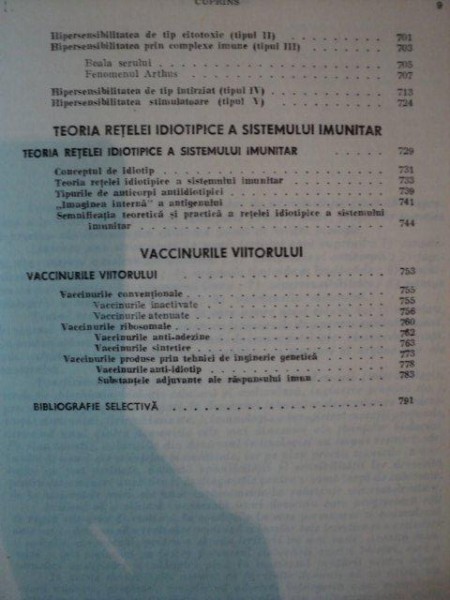 CUPRINS 9
Hipersensibilitatea de tip citotoxic (tipul II) . . . . . . . . . . 701
Hipersensibilitatea prin complexe imune (tipul III) . . . . . . . . 703
Boala serului . . . . . . . . . . 705
Fenomenul Arthus . . . . . . . . . . 707
Hipersensibilitatea de tip întîrziat (tipul IV) . . . . . . . . . . 713
Hipersensibilitatea stimulatoare (tipul V) . . . . . . . . . . 724
TEORIA REȚELEI IDIOTIPICE A SISTEMULUI IMUNITAR
TEORIA REȚELEI IDIOTIPICE A SISTEMULUI IMUNITAR . . . . . 729
Conceptul de idiotip . . . . . . . . . . 731
Teoria rețelei idiotipice a sistemului imunitar . . . . . . . . . . 733
Tipurile de anticorpi antiidiotipici . . . . . . . . . . 739
„Imaginea internă” a antigenului . . . . . . . . . . 741
Semnificația teoretică și practică a rețelei idiotipice a sistemului
imunitar . . . . . . . . . . 744
VACCINURILE VIITORULUI
VACCINURILE VIITORULUI . . . . . . . . . . 753
Vaccinurile convenționale . . . . . . . . . . 755
Vaccinurile inactivate . . . . . . . . . . 755
Vaccinurile atenuate . . . . . . . . . . 756
Vaccinurile ribosomale . . . . . . . . . . 760
Vaccinurile anti-adezine . . . . . . . . . . 762
Vaccinurile sintetice . . . . . . . . . . 763
Vaccinurile produse prin tehnici de inginerie genetică . . . . . . . . 773
Vaccinurile anti-idiotip . . . . . . . . . . 778
Substanțele adjuvante ale răspunsului imun . . . . . . . . . . 783
BIBLIOGRAFIE SELECTIVĂ . . . . . . . . . . 791